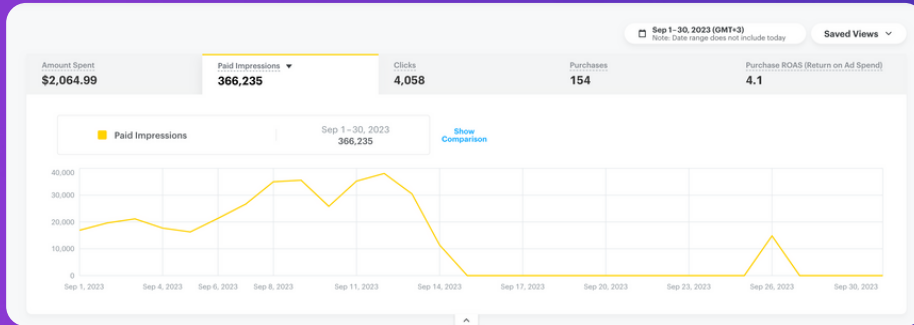 Sep 1–30, 2023 (GMT+3)
Note: Date range does not include today
Saved Views
Amount Spent
$2,064.99
Paid Impressions
366,235
Clicks
4,058
Purchases
154
Purchase ROAS (Return on Ad Spend)
4.1
Paid Impressions
Sep 1–30, 2023
366,235
Show
Comparison
40,000
30,000
20,000
10,000
0
Sep 1, 2023
Sep 4, 2023
Sep 6, 2023
Sep 8, 2023
Sep 11, 2023
Sep 14, 2023
Sep 17, 2023
Sep 20, 2023
Sep 23, 2023
Sep 26, 2023
Sep 30, 2023